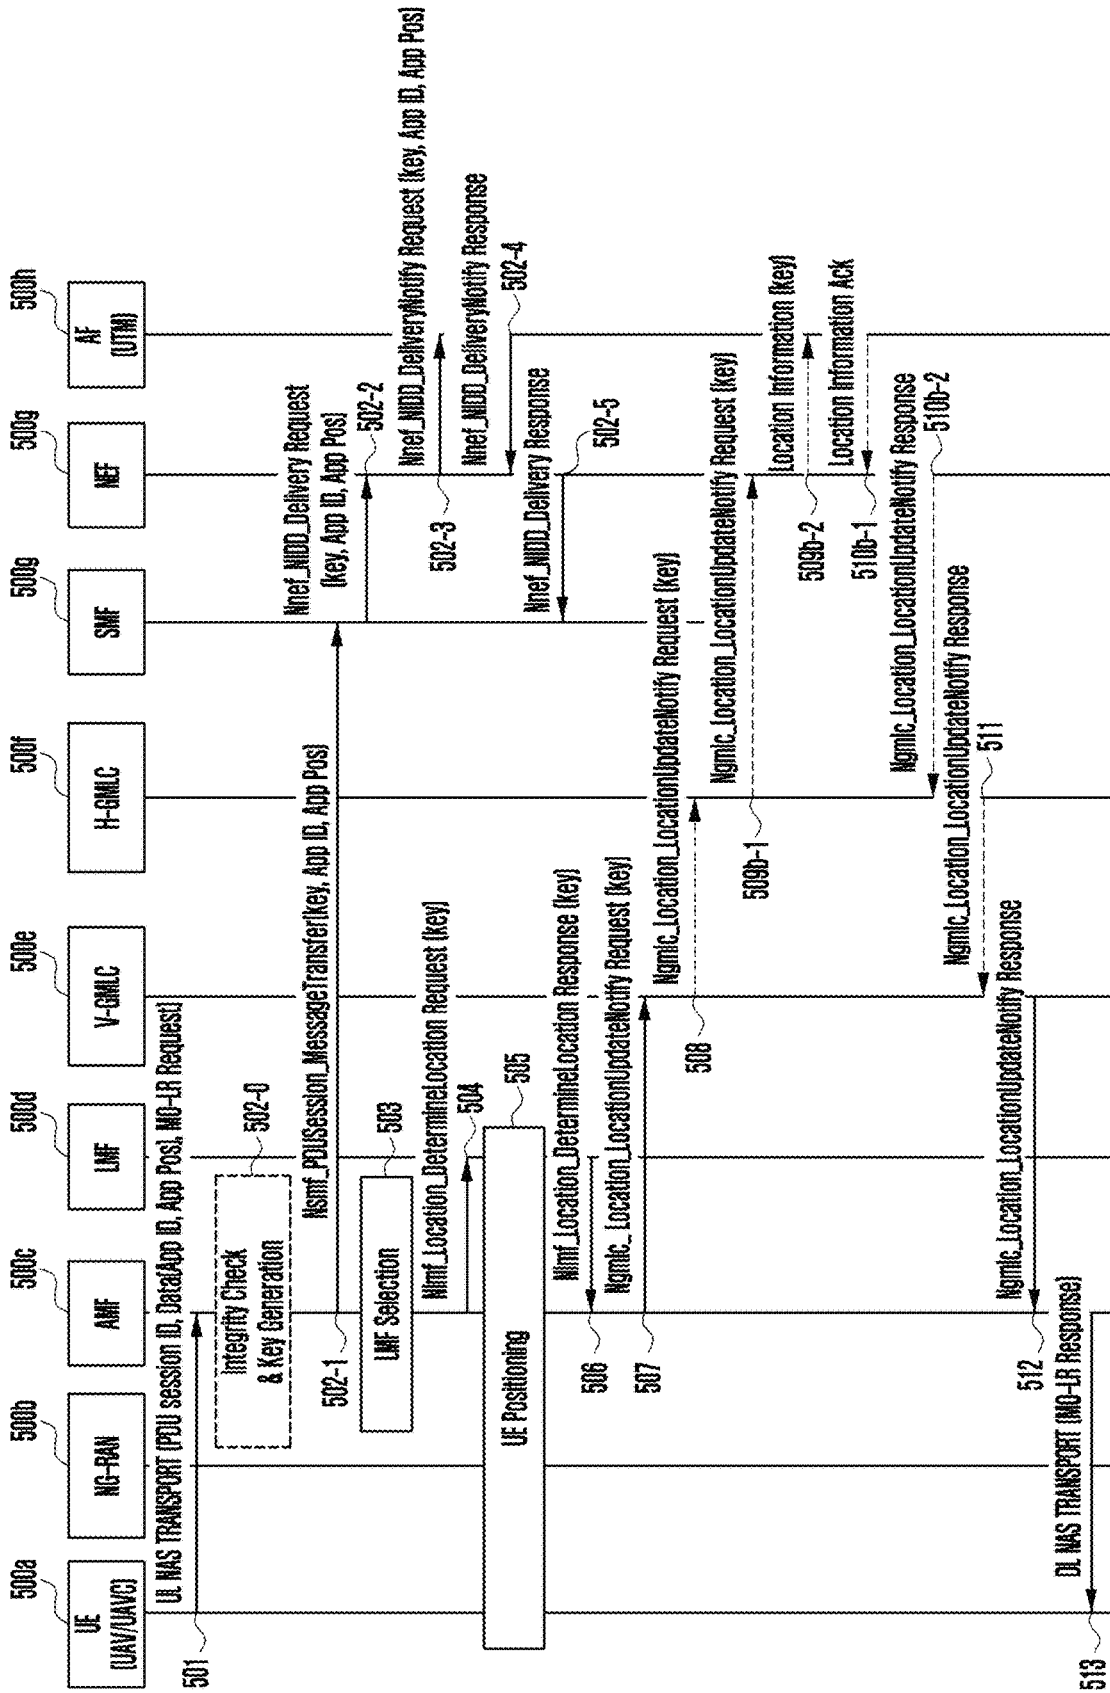 500a
500b
500c
500d
500e
500f
500g
500g
500h
UE
(UAV/UAVC)
NG-RAN
AMF
LMF
V-GMLC
H-GMLC
SMF
NEF
AF
(UTM)
UL NAS TRANSPORT (PDU session ID, Data(App ID, App Pos), MO-LR Request)
501
Integrity Check
& Key Generation
502-0
Nsmf_PDUSession_MessageTransfer(key, App ID, App Pos)
502-1
Nnef_NIDD_Delivery Request
(key, App ID, App Pos)
502-2
LMF Selection
503
Nnef_NIDD_DeliveryNotify Request (key, App ID, App Pos)
502-3
Nlmf_Location_DetermineLocation Request (key)
504
Nnef_NIDD_DeliveryNotify Response
502-4
UE Positioning
505
Nnef_NIDD_Delivery Response
502-5
Nlmf_Location_DetermineLocation Response (key)
506
Ngmlc_ Location_LocationUpdateNotify Request (key)
507
Ngmlc_Location_LocationUpdateNotify Request (key)
508
Ngmlc_Location_LocationUpdateNotify Request (key)
509b-1
Location Information (key)
509b-2
Location Information Ack
510b-1
Ngmlc_Location_LocationUpdateNotify Response
510b-2
Ngmlc_Location_LocationUpdateNotify Response
511
Ngmlc_Location_LocationUpdateNotify Response
512
DL NAS TRANSPORT (MO-LR Response)
513